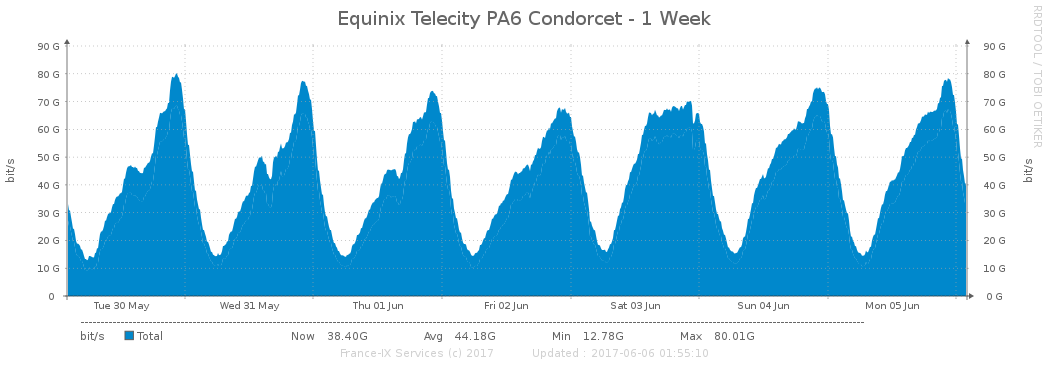 Equinix Telecity PA6 Condorcet - 1 Week
RRDTOOL / TOBI OETIKER
90 G 90 G
80 G 80 G
70 G 70 G
60 G 60 G
50 G 50 G
40 G 40 G
30 G 30 G
20 G 20 G
10 G 10 G
0 0 G
bit/s bit/s
Tue 30 May Wed 31 May Thu 01 Jun Fri 02 Jun Sat 03 Jun Sun 04 Jun Mon 05 Jun
bit/s Total Now 38.40G Avg 44.18G Min 12.78G Max 80.01G
France-IX Services (c) 2017 Updated : 2017-06-06 01:55:10